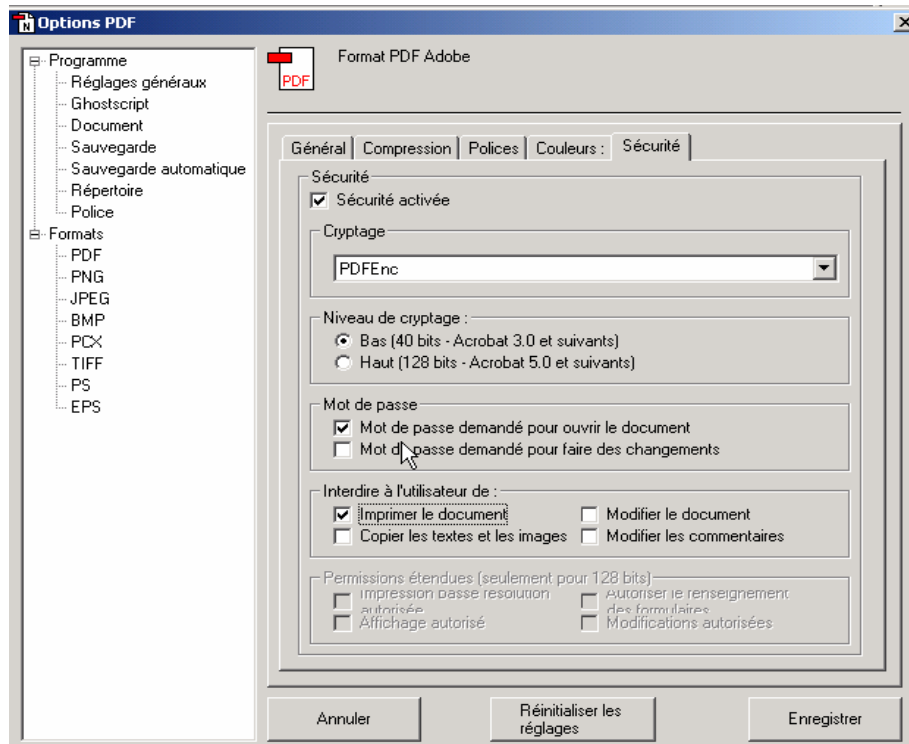 Options PDF
Programme
Réglages généraux
Ghostscript
Document
Sauvegarde
Sauvegarde automatique
Répertoire
Police
Formats
PDF
PNG
JPEG
BMP
PCX
TIFF
PS
EPS
PDF
Format PDF Adobe
Général Compression Polices Couleurs : Sécurité
Sécurité
Sécurité activée
Cryptage
PDFEnc
Niveau de cryptage :
Bas (40 bits - Acrobat 3.0 et suivants)
Haut (128 bits - Acrobat 5.0 et suivants)
Mot de passe
Mot de passe demandé pour ouvrir le document
Mot de passe demandé pour faire des changements
Interdire à l'utilisateur de :
Imprimer le document Modifier le document
Copier les textes et les images Modifier les commentaires
Permissions étendues (seulement pour 128 bits)
Impression basse résolution Autoriser le renseignement
autorisée des formulaires
Affichage autorisé Modifications autorisées
Annuler Réinitialiser les Enregistrer
réglages